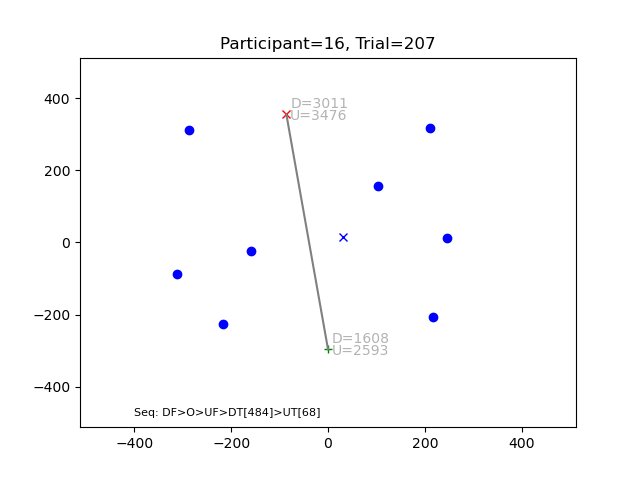 Participant=16, Trial=207
D=3011
U=3476
D=1608
U=2593
Seq: DF>O>UF>DT[484]>UT[68]
400
200
0
−200
−400
−400
−200
0
200
400